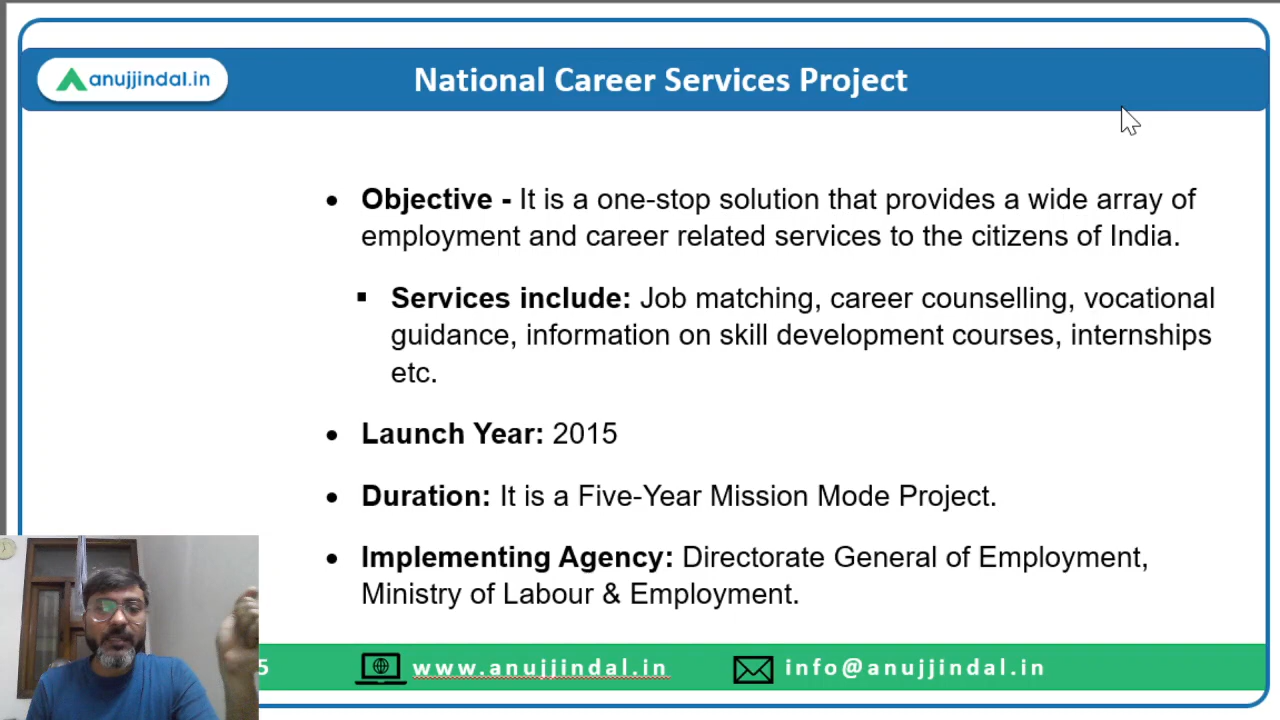 anujjindal.in
National Career Services Project
• Objective - It is a one-stop solution that provides a wide array of
employment and career related services to the citizens of India.
▪ Services include: Job matching, career counselling, vocational
guidance, information on skill development courses, internships
etc.
• Launch Year: 2015
• Duration: It is a Five-Year Mission Mode Project.
• Implementing Agency: Directorate General of Employment,
Ministry of Labour & Employment.
5 www.anujjindal.in info@anujjindal.in